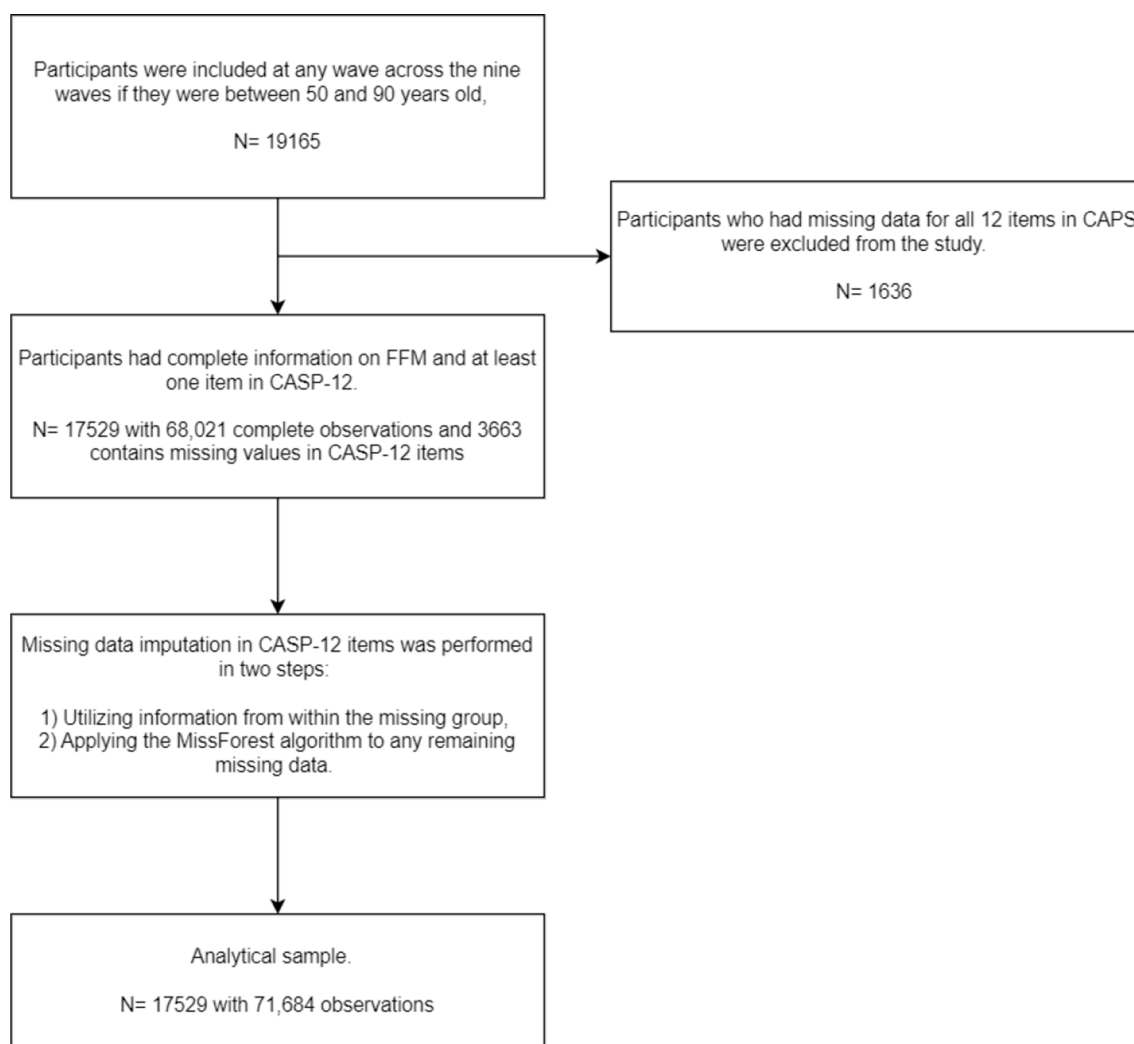 Participants were included at any wave across the nine
waves if they were between 50 and 90 years old,
N= 19165
Participants who had missing data for all 12 items in CAPS
were excluded from the study.
N= 1636
Participants had complete information on FFM and at least
one item in CASP-12.
N= 17529 with 68,021 complete observations and 3663
contains missing values in CASP-12 items
Missing data imputation in CASP-12 items was performed
in two steps:
1) Utilizing information from within the missing group,
2) Applying the MissForest algorithm to any remaining
missing data.
Analytical sample.
N= 17529 with 71,684 observations